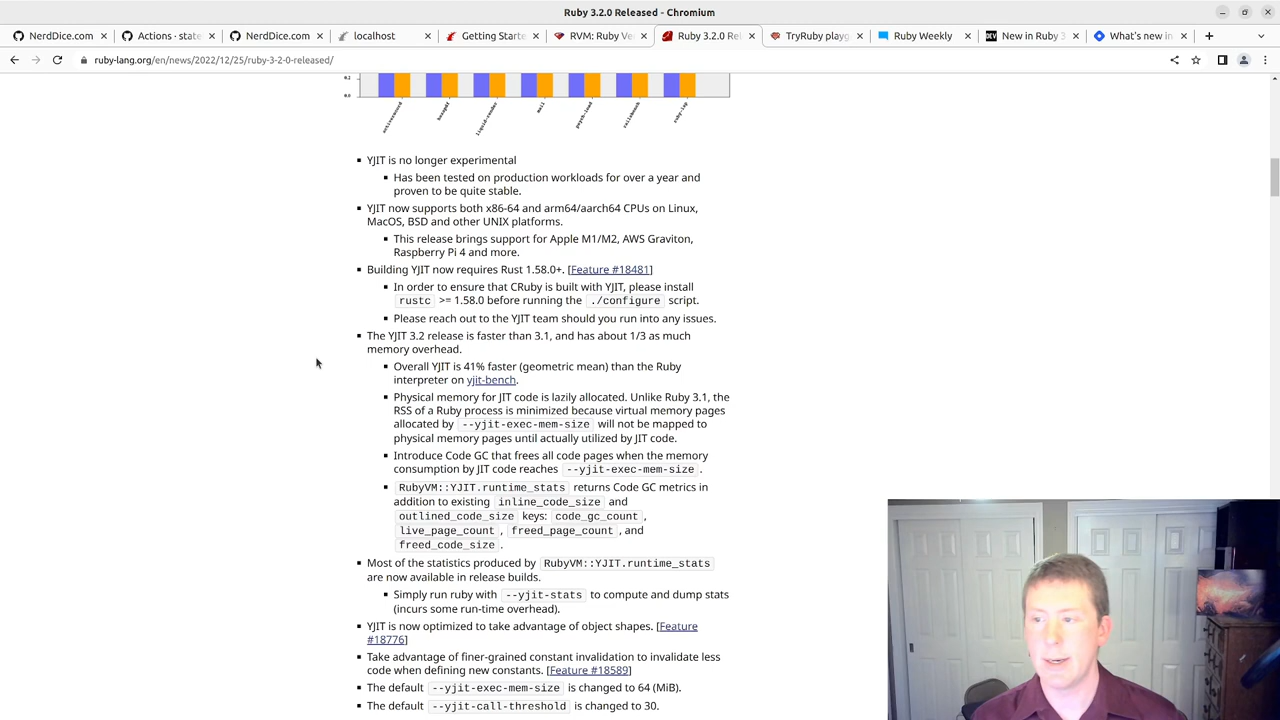 Ruby 3.2.0 Released - Chromium
NerdDice.com
Actions · state
NerdDice.com
localhost
Getting Starte
RVM: Ruby Ve
Ruby 3.2.0 Rel
TryRuby playg
Ruby Weekly
DEV
New in Ruby 3
What's new in
ruby-lang.org/en/news/2022/12/25/ruby-3-2-0-released/
0.2
0.0
activerecord
hexapdf
liquid-render
mail
psych-load
railsbench
ruby-lsp
YJIT is no longer experimental
Has been tested on production workloads for over a year and
proven to be quite stable.
YJIT now supports both x86-64 and arm64/aarch64 CPUs on Linux,
MacOS, BSD and other UNIX platforms.
This release brings support for Apple M1/M2, AWS Graviton,
Raspberry Pi 4 and more.
Building YJIT now requires Rust 1.58.0+. [Feature #18481]
In order to ensure that CRuby is built with YJIT, please install
rustc >= 1.58.0 before running the ./configure script.
Please reach out to the YJIT team should you run into any issues.
The YJIT 3.2 release is faster than 3.1, and has about 1/3 as much
memory overhead.
Overall YJIT is 41% faster (geometric mean) than the Ruby
interpreter on yjit-bench.
Physical memory for JIT code is lazily allocated. Unlike Ruby 3.1, the
RSS of a Ruby process is minimized because virtual memory pages
allocated by --yjit-exec-mem-size will not be mapped to
physical memory pages until actually utilized by JIT code.
Introduce Code GC that frees all code pages when the memory
consumption by JIT code reaches --yjit-exec-mem-size.
RubyVM::YJIT.runtime_stats returns Code GC metrics in
addition to existing inline_code_size and
outlined_code_size keys: code_gc_count,
live_page_count, freed_page_count, and
freed_code_size.
Most of the statistics produced by RubyVM::YJIT.runtime_stats
are now available in release builds.
Simply run ruby with --yjit-stats to compute and dump stats
(incurs some run-time overhead).
YJIT is now optimized to take advantage of object shapes. [Feature
#18776]
Take advantage of finer-grained constant invalidation to invalidate less
code when defining new constants. [Feature #18589]
The default --yjit-exec-mem-size is changed to 64 (MiB).
The default --yjit-call-threshold is changed to 30.